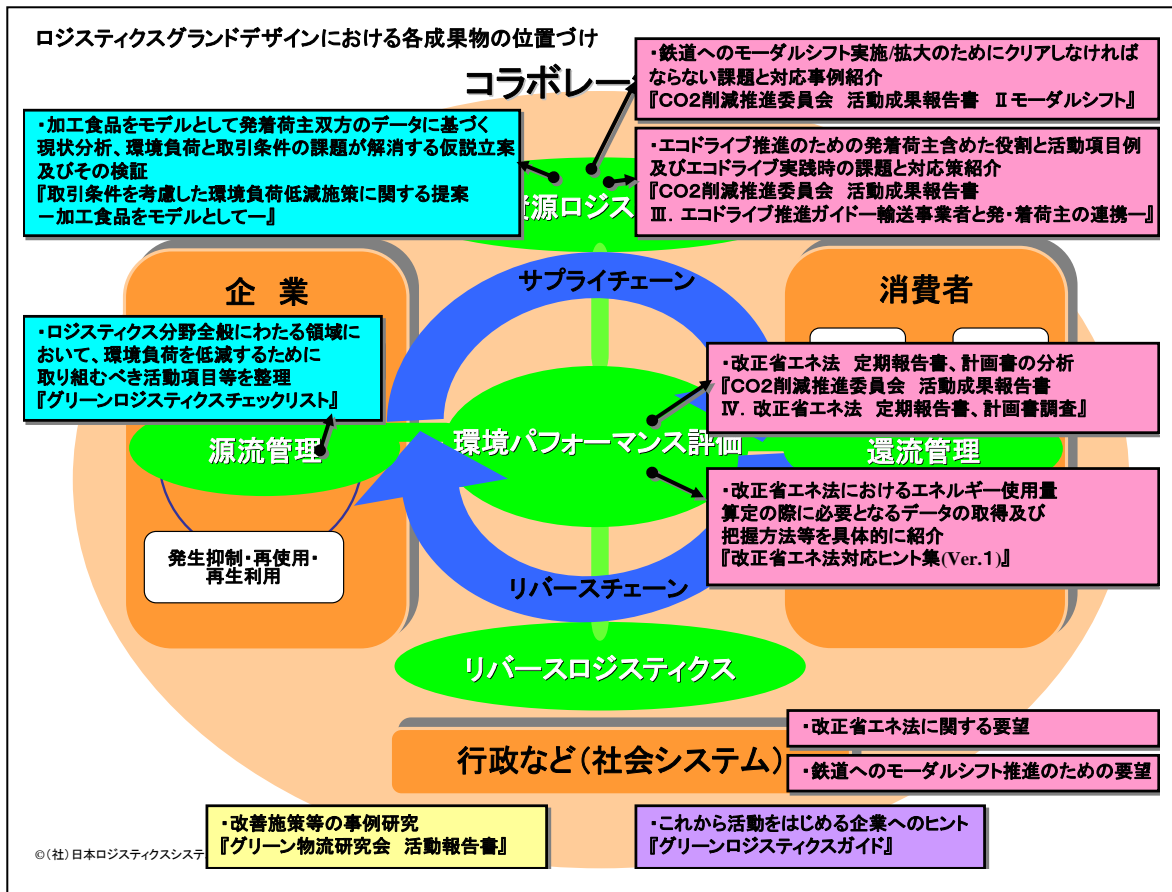 ロジスティクスグランドデザインにおける各成果物の位置づけ
コラボレー
・鉄道へのモーダルシフト実施/拡大のためにクリアしなければ
ならない課題と対応事例紹介
『CO2削減推進委員会　活動成果報告書　Ⅱモーダルシフト』
・加工食品をモデルとして発着荷主双方のデータに基づく
現状分析、環境負荷と取引条件の課題が解消する仮説立案
及びその検証
『取引条件を考慮した環境負荷低減施策に関する提案
－加工食品をモデルとして－』
・エコドライブ推進のための発着荷主含めた役割と活動項目例
及びエコドライブ実践時の課題と対応策紹介
『CO2削減推進委員会　活動成果報告書
Ⅲ．エコドライブ推進ガイド－輸送事業者と発・着荷主の連携－』
資源ロジス
企　業
サプライチェーン
消費者
・ロジスティクス分野全般にわたる領域に
おいて、環境負荷を低減するために
取り組むべき活動項目等を整理
『グリーンロジスティクスチェックリスト』
・改正省エネ法　定期報告書、計画書の分析
『CO2削減推進委員会　活動成果報告書
Ⅳ．改正省エネ法　定期報告書、計画書調査』
源流管理
環境パフォーマンス評価
還流管理
・改正省エネ法におけるエネルギー使用量
算定の際に必要となるデータの取得及び
把握方法等を具体的に紹介
『改正省エネ法対応ヒント集(Ver.1)』
発生抑制・再使用・
再生利用
リバースチェーン
リバースロジスティクス
行政など（社会システム）
・改正省エネ法に関する要望
・鉄道へのモーダルシフト推進のための要望
・改善施策等の事例研究
『グリーン物流研究会　活動報告書』
・これから活動をはじめる企業へのヒント
『グリーンロジスティクスガイド』
©（社）日本ロジスティクスシステ